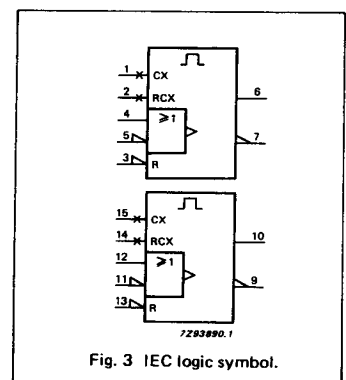 1 CX 6
2 RCX
4 ⩾1
5 7
3 R
15 CX 10
14 RCX
12 ⩾1
11 9
13 R
7Z93890.1
Fig. 3 IEC logic symbol.